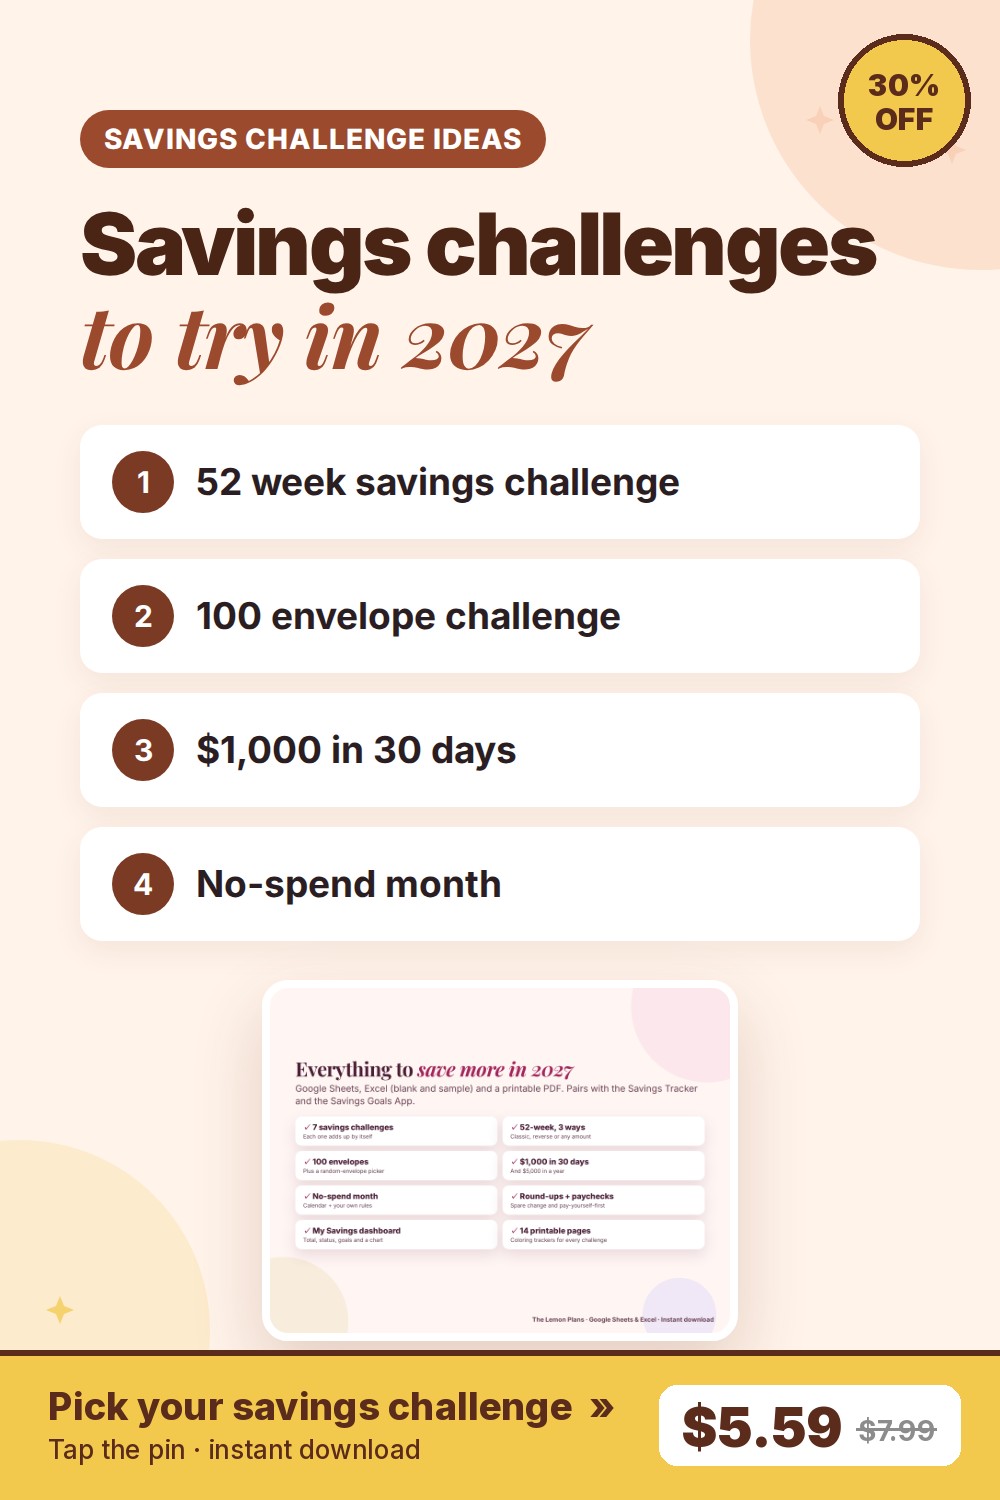 30%
OFF
SAVINGS CHALLENGE IDEAS
Savings challenges
to try in 2027
1 52 week savings challenge
2 100 envelope challenge
3 $1,000 in 30 days
4 No-spend month
Everything to save more in 2027
Google Sheets, Excel (blank and sample) and a printable PDF. Pairs with the Savings Tracker
and the Savings Goals App.
✓ 7 savings challenges
Each one adds up by itself
✓ 52-week, 3 ways
Classic, reverse or any amount
✓ 100 envelopes
Plus a random-envelope picker
✓ $1,000 in 30 days
And $5,000 in a year
✓ No-spend month
Calendar + your own rules
✓ Round-ups + paychecks
Spare change and pay-yourself-first
✓ My Savings dashboard
Total, status, goals and a chart
✓ 14 printable pages
Coloring trackers for every challenge
The Lemon Plans · Google Sheets & Excel · Instant download
Pick your savings challenge »
Tap the pin · instant download
$5.59 $7.99